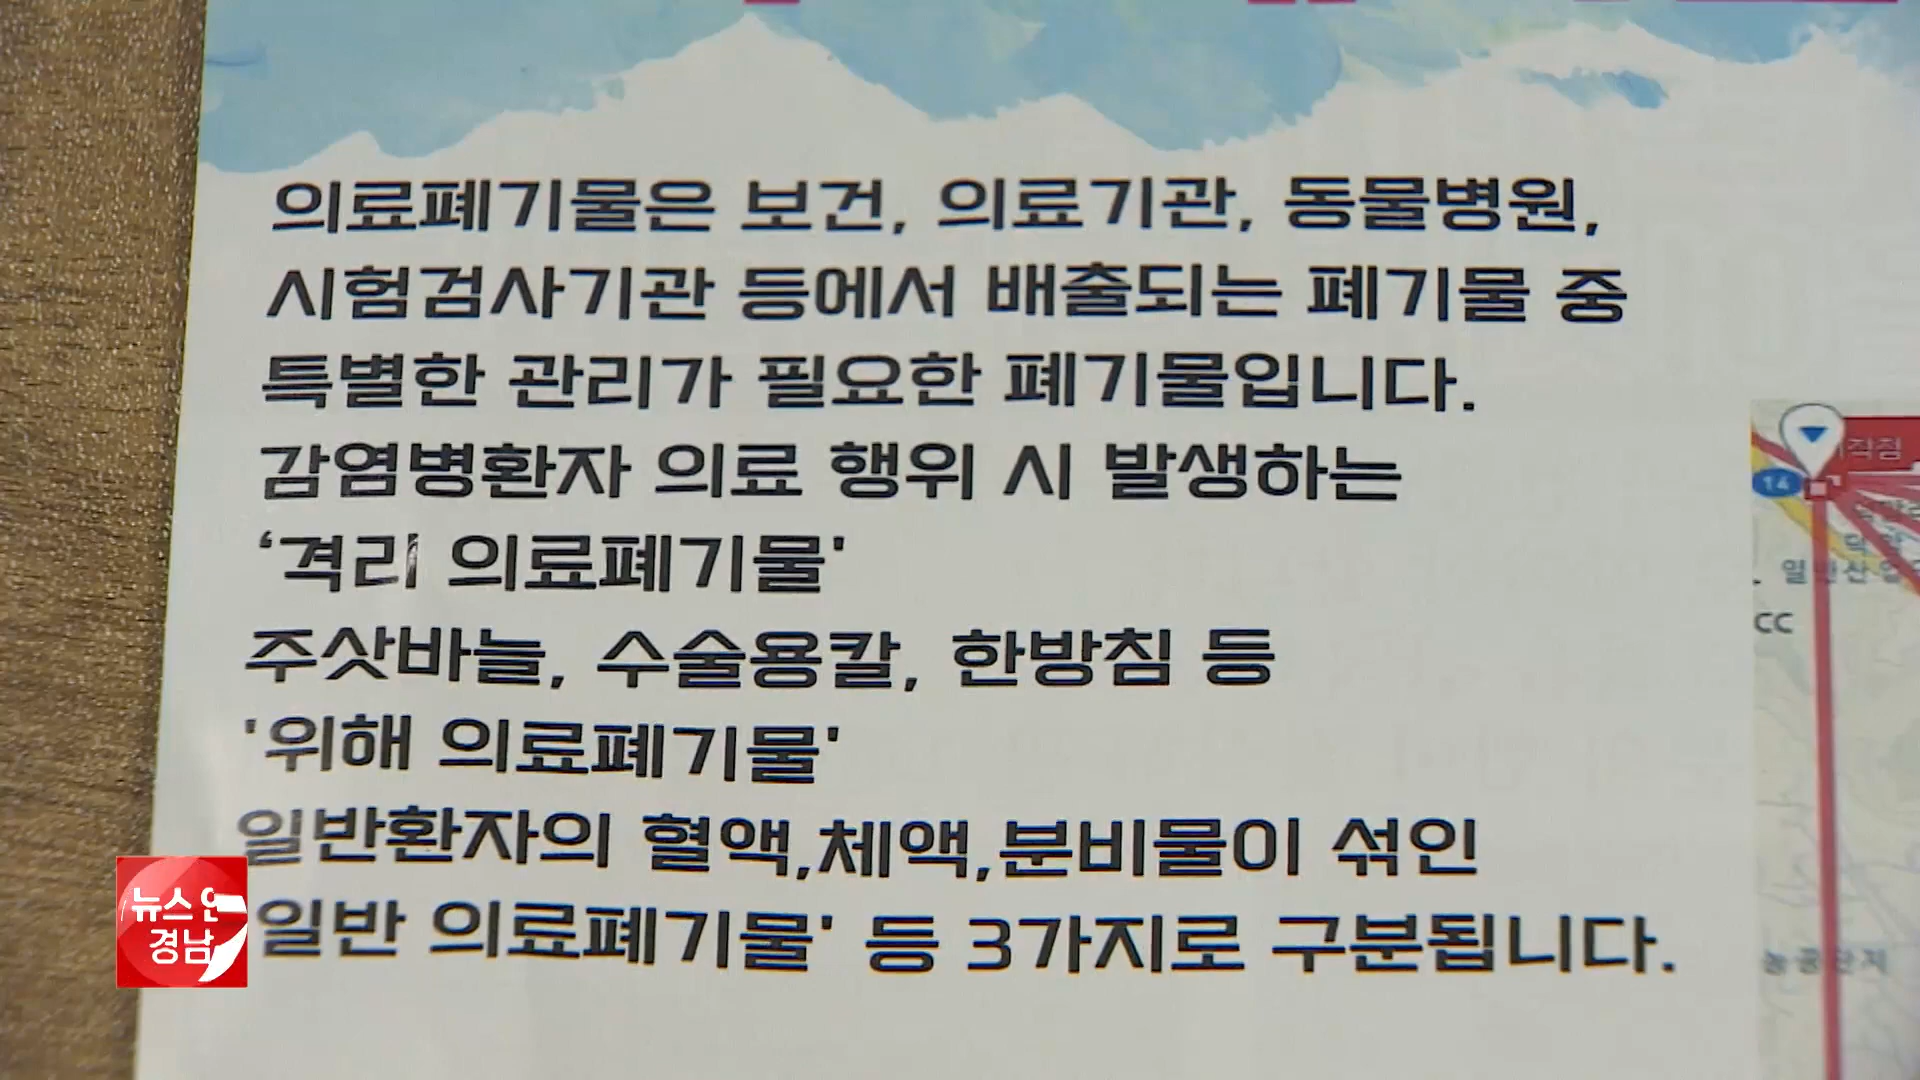 의료폐기물은 보건, 의료기관, 동물병원,
시험검사기관 등에서 배출되는 폐기물 중
특별한 관리가 필요한 폐기물입니다.
감염병환자 의료 행위 시 발생하는
‘격리 의료폐기물'
주삿바늘, 수술용칼, 한방침 등
'위해 의료폐기물'
일반환자의 혈액,체액,분비물이 섞인
일반 의료폐기물' 등 3가지로 구분됩니다.
14
CC
뉴스인
경남